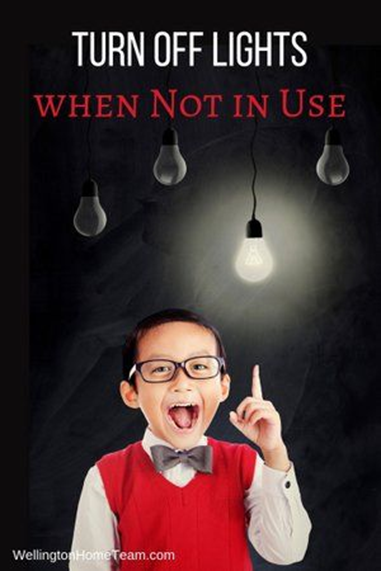 TURN OFF LIGHTS
WHEN NOT IN USE
WellingtonHomeTeam.com